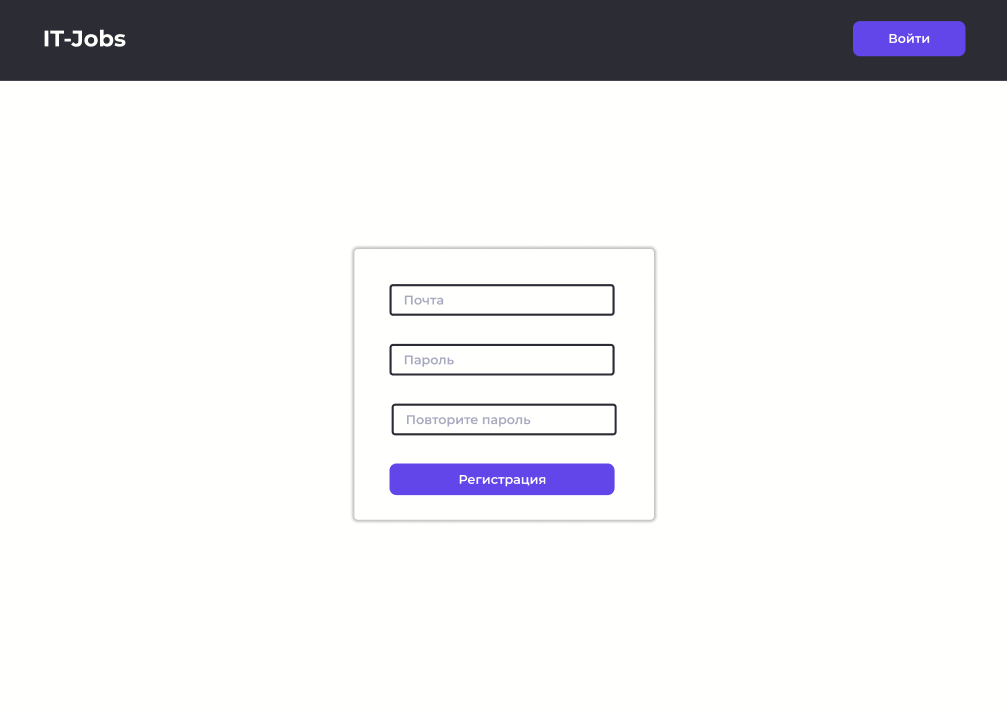 IT-Jobs
Войти
Почта
Пароль
Повторите пароль
Регистрация